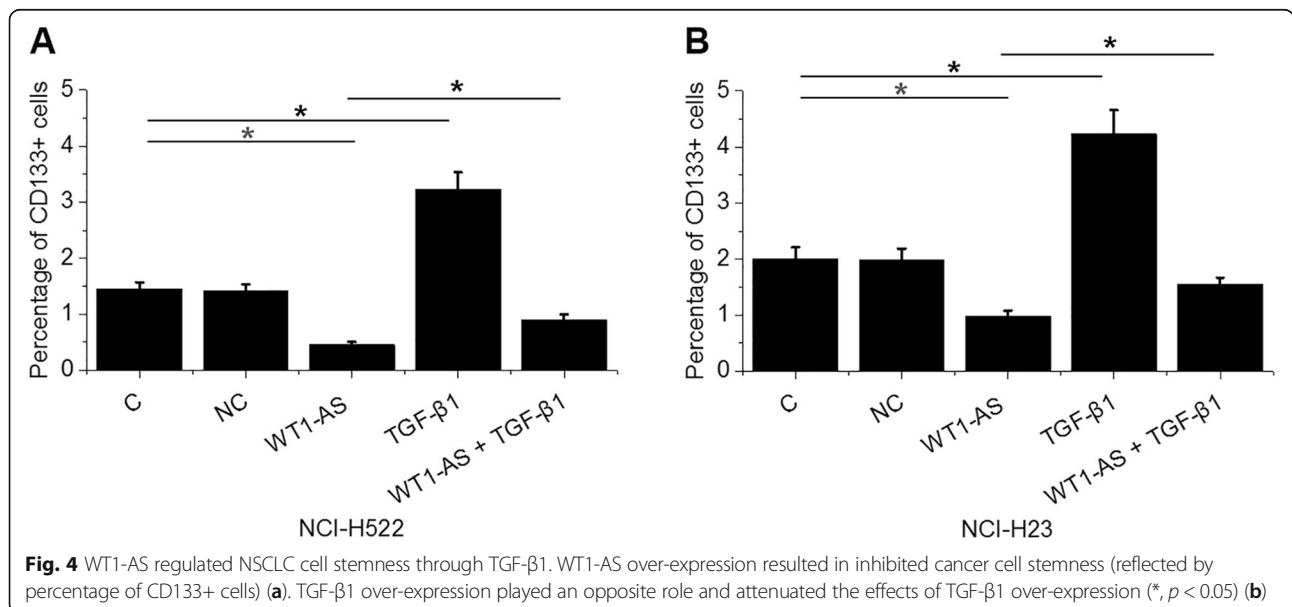 A
Percentage of CD133+ cells
5
4
3
2
1
0
*
*
*
C
NC
WT1-AS
TGF-β1
WT1-AS + TGF-β1
NCI-H522
B
Percentage of CD133+ cells
5
4
3
2
1
0
*
*
*
C
NC
WT1-AS
TGF-β1
WT1-AS + TGF-β1
NCI-H23
Fig. 4 WT1-AS regulated NSCLC cell stemness through TGF-β1. WT1-AS over-expression resulted in inhibited cancer cell stemness (reflected by
percentage of CD133+ cells) (a). TGF-β1 over-expression played an opposite role and attenuated the effects of TGF-β1 over-expression (*, p < 0.05) (b)